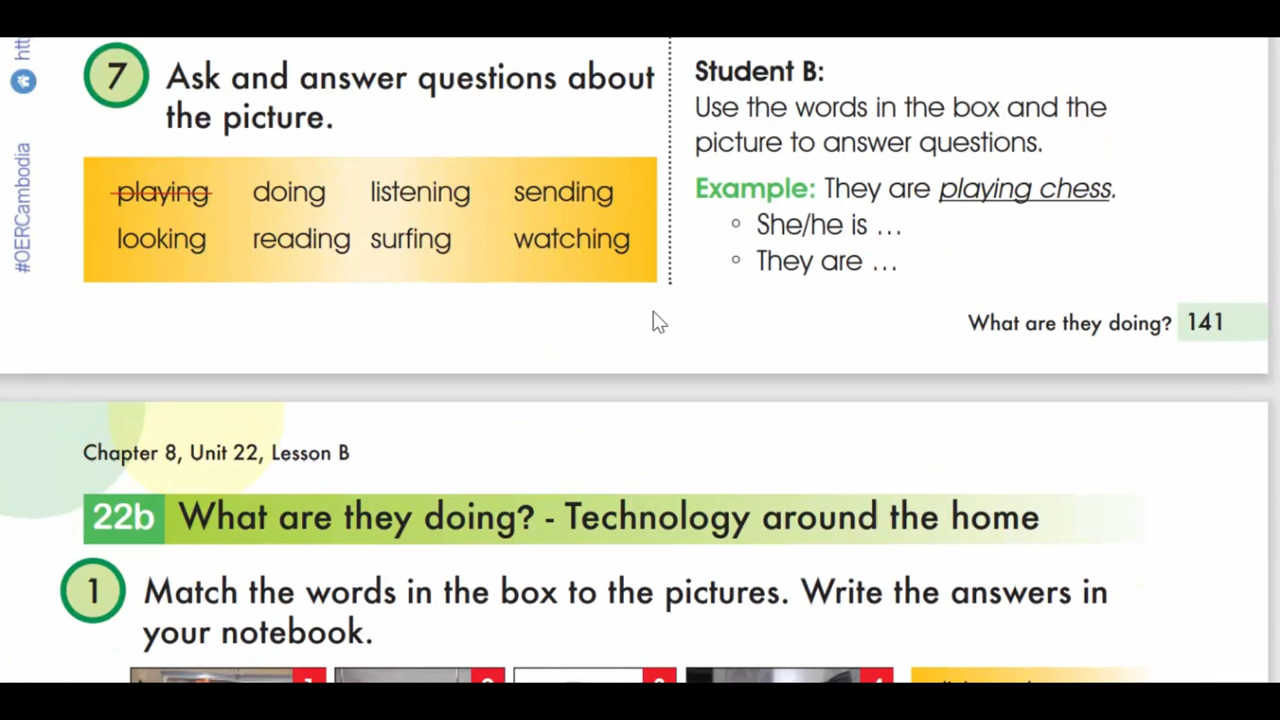 #OERCambodia
htt
7
Ask and answer questions about
the picture.
playing doing listening sending
looking reading surfing watching
Student B:
Use the words in the box and the
picture to answer questions.
Example: They are playing chess.
She/he is ...
They are ...
What are they doing? 141
Chapter 8, Unit 22, Lesson B
22b What are they doing? - Technology around the home
1
Match the words in the box to the pictures. Write the answers in
your notebook.